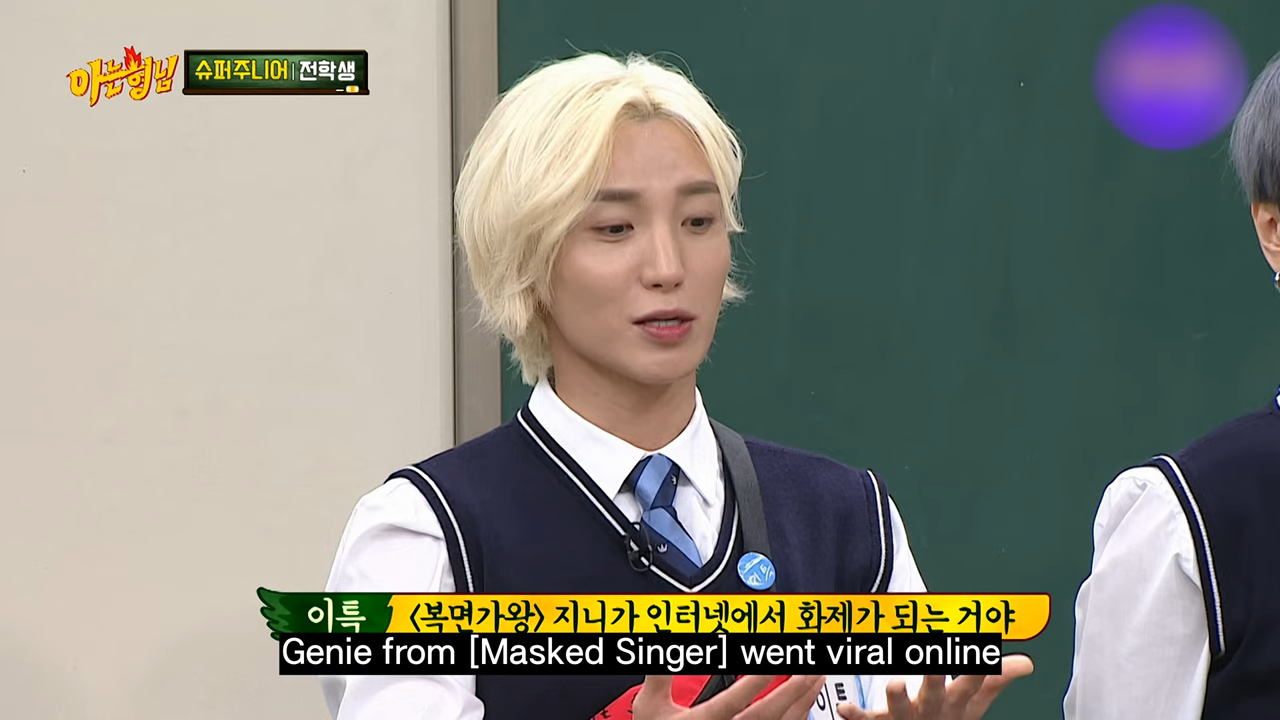 아는형님
슈퍼주니어 | 전학생
이특
<복면가왕> 지니가 인터넷에서 화제가 되는 거야
Genie from [Masked Singer] went viral online